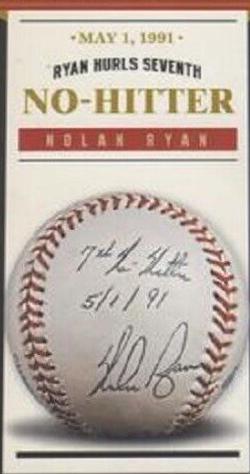 • MAY 1, 1991 •
RYAN HURLS SEVENTH
NO-HITTER
NOLAN RYAN
7th No-Hitter
5/1/91
Nolan Ryan